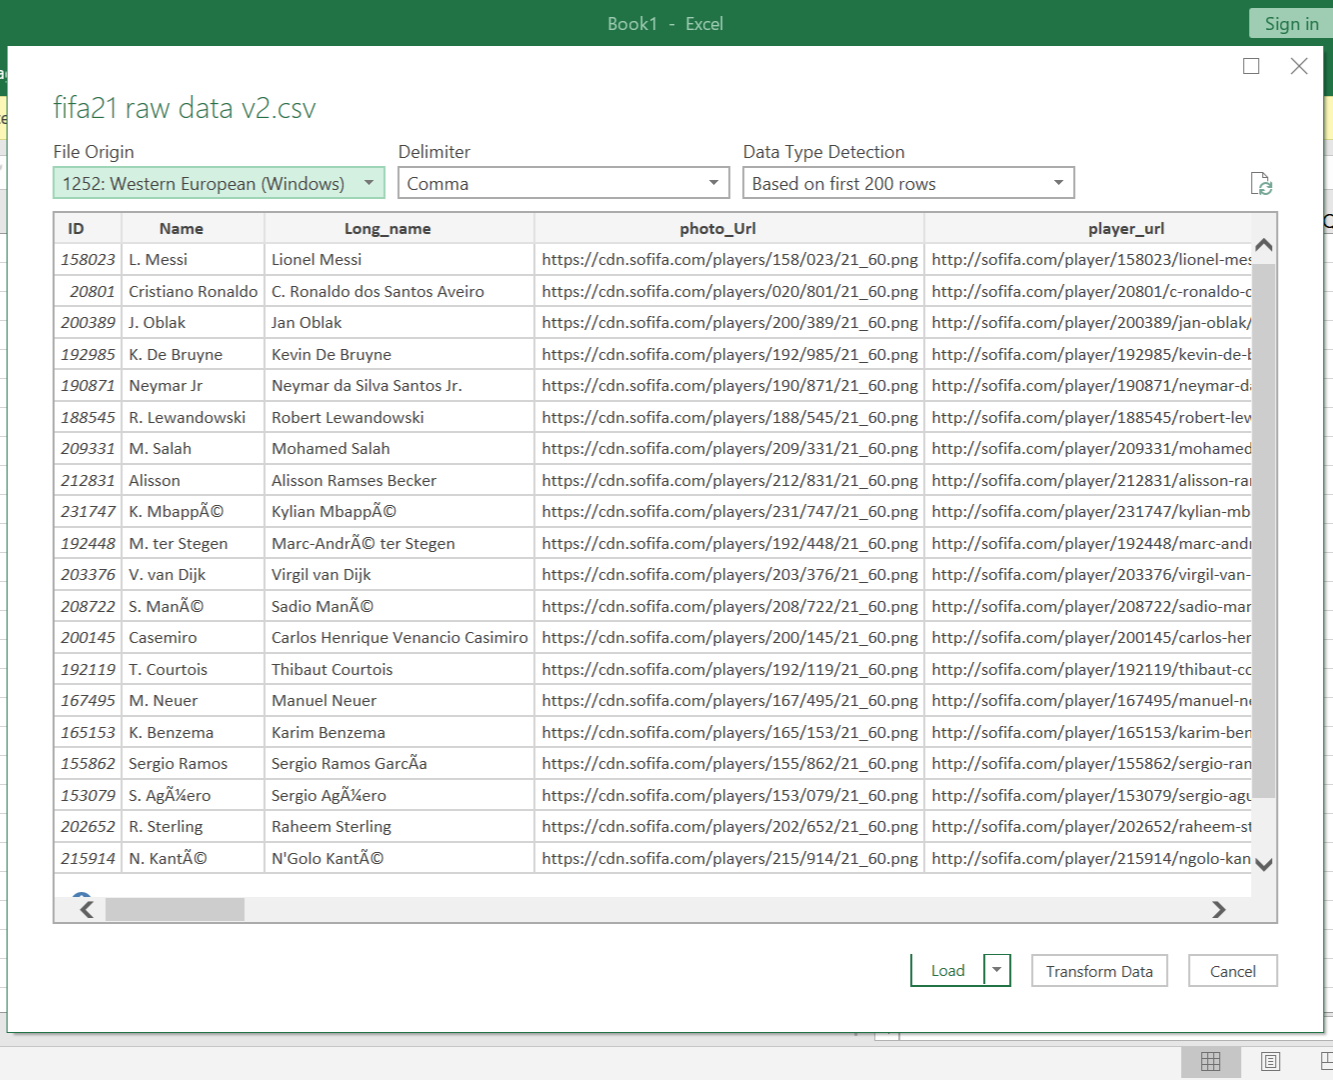 Book1 - Excel
Sign in
fifa21 raw data v2.csv
File Origin Delimiter Data Type Detection
1252: Western European (Windows) Comma Based on first 200 rows
ID Name Long_name photo_Url player_url
158023 L. Messi Lionel Messi https://cdn.sofifa.com/players/158/023/21_60.png http://sofifa.com/player/158023/lionel-mes
20801 Cristiano Ronaldo C. Ronaldo dos Santos Aveiro https://cdn.sofifa.com/players/020/801/21_60.png http://sofifa.com/player/20801/c-ronaldo-d
200389 J. Oblak Jan Oblak https://cdn.sofifa.com/players/200/389/21_60.png http://sofifa.com/player/200389/jan-oblak/
192985 K. De Bruyne Kevin De Bruyne https://cdn.sofifa.com/players/192/985/21_60.png http://sofifa.com/player/192985/kevin-de-b
190871 Neymar Jr Neymar da Silva Santos Jr. https://cdn.sofifa.com/players/190/871/21_60.png http://sofifa.com/player/190871/neymar-da
188545 R. Lewandowski Robert Lewandowski https://cdn.sofifa.com/players/188/545/21_60.png http://sofifa.com/player/188545/robert-lew
209331 M. Salah Mohamed Salah https://cdn.sofifa.com/players/209/331/21_60.png http://sofifa.com/player/209331/mohamed
212831 Alisson Alisson Ramses Becker https://cdn.sofifa.com/players/212/831/21_60.png http://sofifa.com/player/212831/alisson-ra
231747 K. MbappÃ© Kylian MbappÃ© https://cdn.sofifa.com/players/231/747/21_60.png http://sofifa.com/player/231747/kylian-mb
192448 M. ter Stegen Marc-AndrÃ© ter Stegen https://cdn.sofifa.com/players/192/448/21_60.png http://sofifa.com/player/192448/marc-andr
203376 V. van Dijk Virgil van Dijk https://cdn.sofifa.com/players/203/376/21_60.png http://sofifa.com/player/203376/virgil-van-
208722 S. ManÃ© Sadio ManÃ© https://cdn.sofifa.com/players/208/722/21_60.png http://sofifa.com/player/208722/sadio-mar
200145 Casemiro Carlos Henrique Venancio Casimiro https://cdn.sofifa.com/players/200/145/21_60.png http://sofifa.com/player/200145/carlos-her
192119 T. Courtois Thibaut Courtois https://cdn.sofifa.com/players/192/119/21_60.png http://sofifa.com/player/192119/thibaut-co
167495 M. Neuer Manuel Neuer https://cdn.sofifa.com/players/167/495/21_60.png http://sofifa.com/player/167495/manuel-ne
165153 K. Benzema Karim Benzema https://cdn.sofifa.com/players/165/153/21_60.png http://sofifa.com/player/165153/karim-ben
155862 Sergio Ramos Sergio Ramos GarcÃa https://cdn.sofifa.com/players/155/862/21_60.png http://sofifa.com/player/155862/sergio-ram
153079 S. AgÃ¼ero Sergio AgÃ¼ero https://cdn.sofifa.com/players/153/079/21_60.png http://sofifa.com/player/153079/sergio-agu
202652 R. Sterling Raheem Sterling https://cdn.sofifa.com/players/202/652/21_60.png http://sofifa.com/player/202652/raheem-st
215914 N. KantÃ© N'Golo KantÃ© https://cdn.sofifa.com/players/215/914/21_60.png http://sofifa.com/player/215914/ngolo-kan
Load Transform Data Cancel